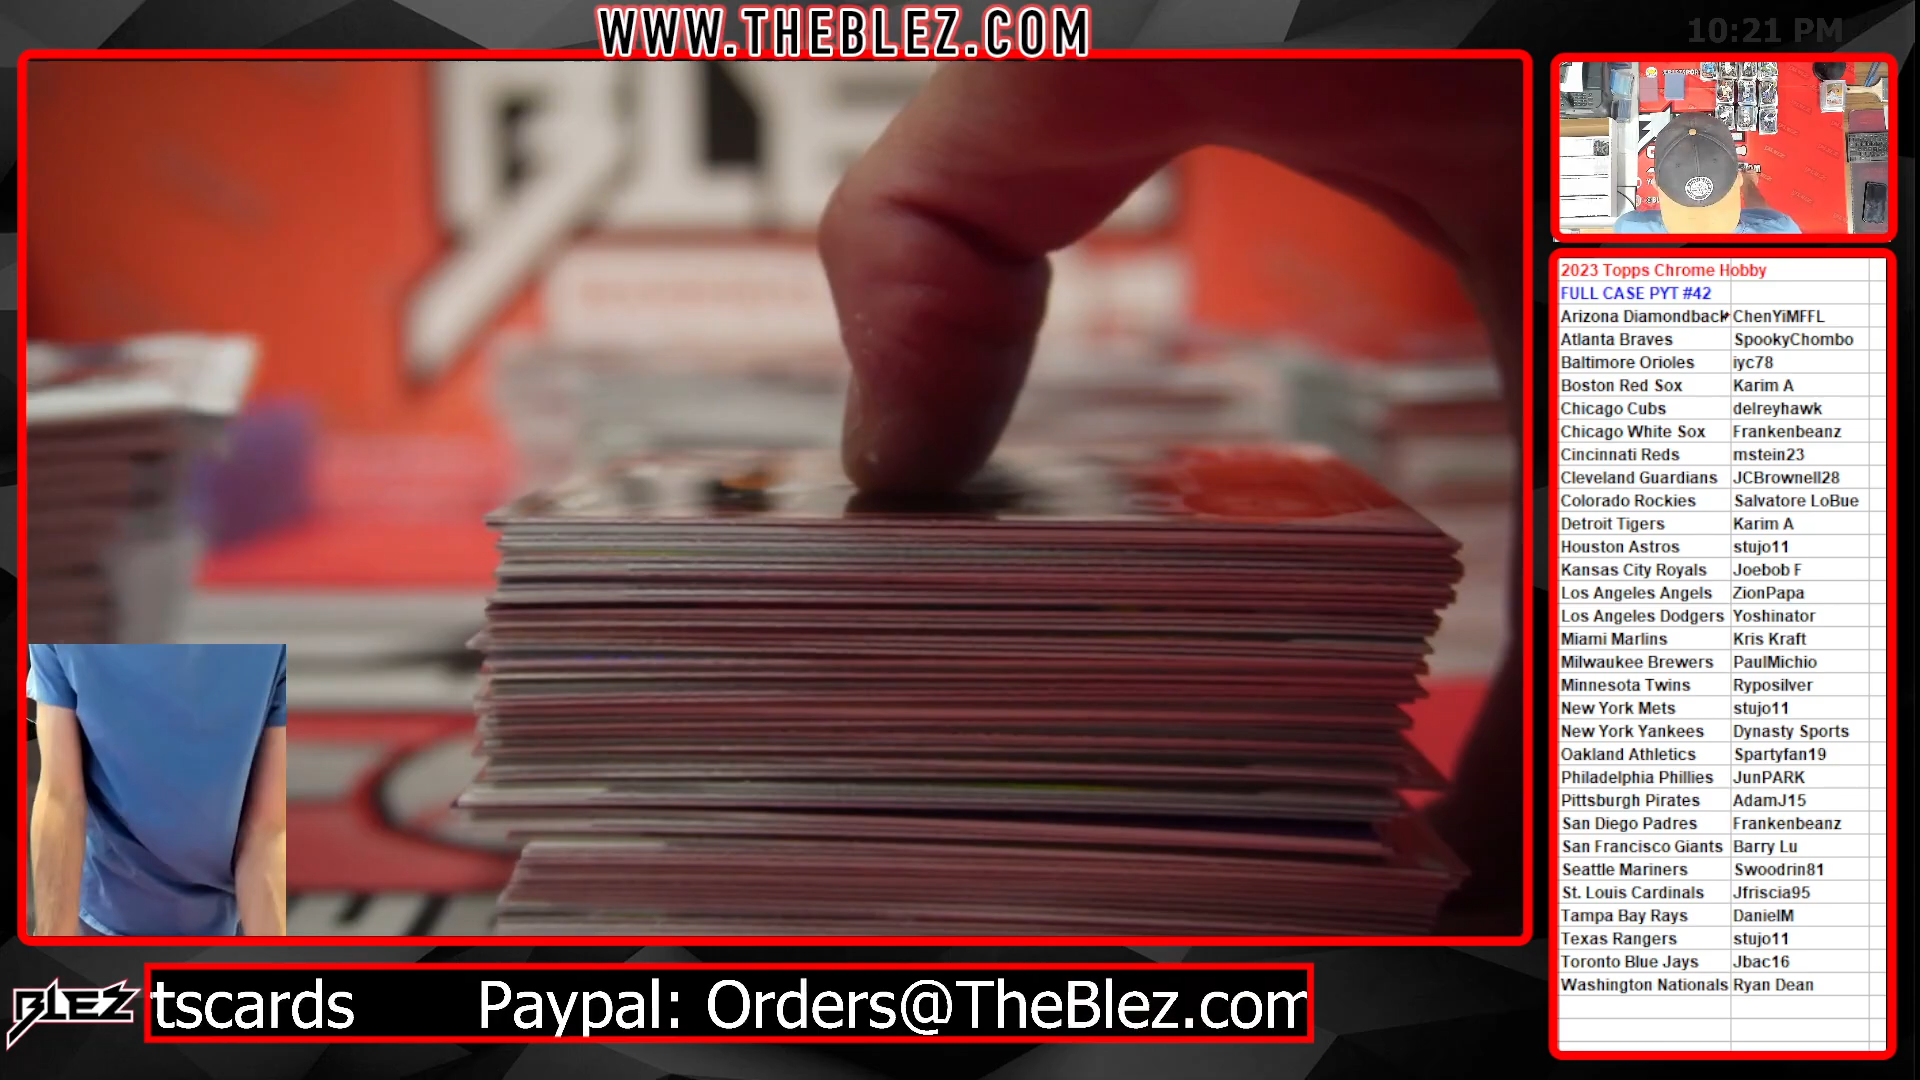 WWW.THEBLEZ.COM
10:21 PM
BLEZ
2023 Topps Chrome Hobby
FULL CASE PYT #42
Arizona Diamondback ChenYiMFFL
Atlanta Braves SpookyChombo
Baltimore Orioles iyc78
Boston Red Sox Karim A
Chicago Cubs delreyhawk
Chicago White Sox Frankenbeanz
Cincinnati Reds mstein23
Cleveland Guardians JCBrownell28
Colorado Rockies Salvatore LoBue
Detroit Tigers Karim A
Houston Astros stujo11
Kansas City Royals Joebob F
Los Angeles Angels ZionPapa
Los Angeles Dodgers Yoshinator
Miami Marlins Kris Kraft
Milwaukee Brewers PaulMichio
Minnesota Twins Ryposilver
New York Mets stujo11
New York Yankees Dynasty Sports
Oakland Athletics Spartyfan19
Philadelphia Phillies JunPARK
Pittsburgh Pirates AdamJ15
San Diego Padres Frankenbeanz
San Francisco Giants Barry Lu
Seattle Mariners Swoodrin81
St. Louis Cardinals Jfriscia95
Tampa Bay Rays DanielM
Texas Rangers stujo11
Toronto Blue Jays Jbac16
Washington Nationals Ryan Dean
BLEZ
tscards Paypal: Orders@TheBlez.com